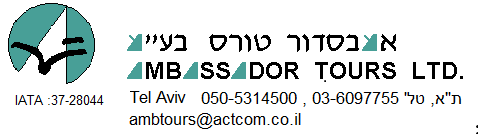 אמבסדור טורס בע״מ
AMBASSADOR TOURS LTD.
IATA :37-28044
Tel Aviv 050-5314500 , 03-6097755 ת"א, טל'
ambtours@actcom.co.il
: